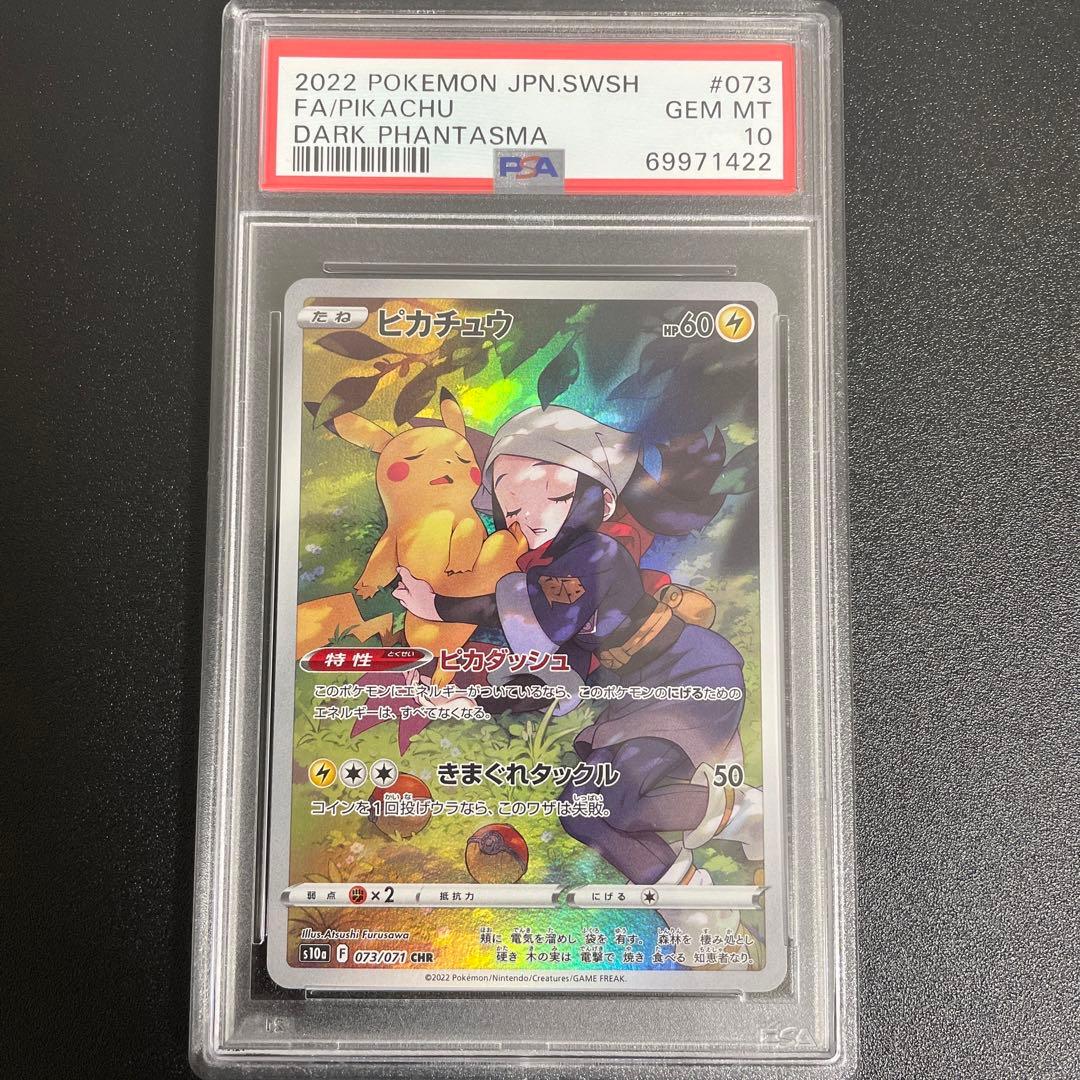 2022 POKEMON JPN.SWSH #073
FA/PIKACHU GEM MT
DARK PHANTASMA 10
PSA 69971422
たね ピカチュウ HP60
特性 とくせい ピカダッシュ
このポケモンにエネルギーがついているなら、このポケモンのにげるための
エネルギーは、すべてなくなる。
きまぐれタックル 50
コインを1回投げウラなら、このワザは失敗。
弱点 ×2 抵抗力 にげる
Illus.Atsushi Furusawa
頬に 電気を溜めし 袋を 有す。 森林を 棲み処とし
硬き 木の実は 電撃で 焼き 食べる 知恵者なり。
s10a F 073/071 CHR
©2022 Pokémon/Nintendo/Creatures/GAME FREAK.
PSA